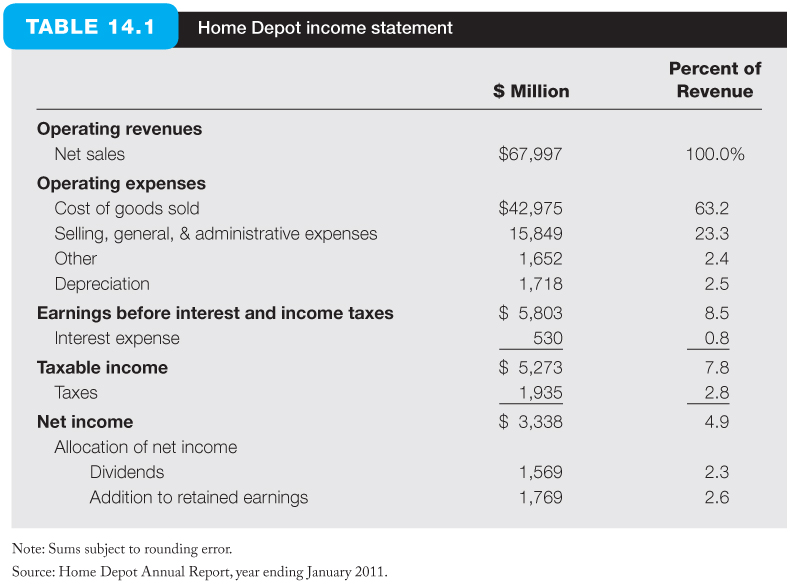 TABLE 14.1 Home Depot income statement
$ Million Percent of Revenue
Operating revenues
Net sales $67,997 100.0%
Operating expenses
Cost of goods sold $42,975 63.2
Selling, general, & administrative expenses 15,849 23.3
Other 1,652 2.4
Depreciation 1,718 2.5
Earnings before interest and income taxes $ 5,803 8.5
Interest expense 530 0.8
Taxable income $ 5,273 7.8
Taxes 1,935 2.8
Net income $ 3,338 4.9
Allocation of net income
Dividends 1,569 2.3
Addition to retained earnings 1,769 2.6
Note: Sums subject to rounding error.
Source: Home Depot Annual Report, year ending January 2011.